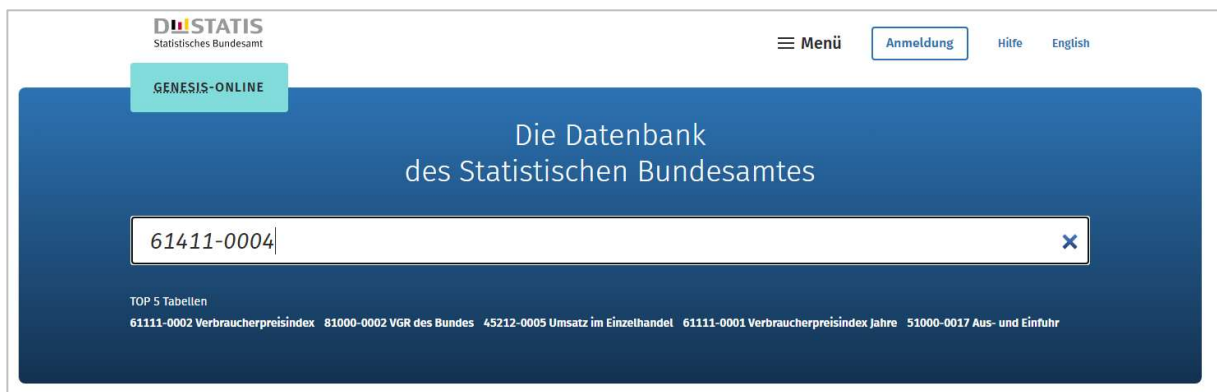 DESTATIS
Statistisches Bundesamt
Menü
Anmeldung
Hilfe
English
GENESIS-ONLINE
Die Datenbank
des Statistischen Bundesamtes
61411-0004
TOP 5 Tabellen
61111-0002 Verbraucherpreisindex 81000-0002 VGR des Bundes 45212-0005 Umsatz im Einzelhandel 61111-0001 Verbraucherpreisindex Jahre 51000-0017 Aus- und Einfuhr